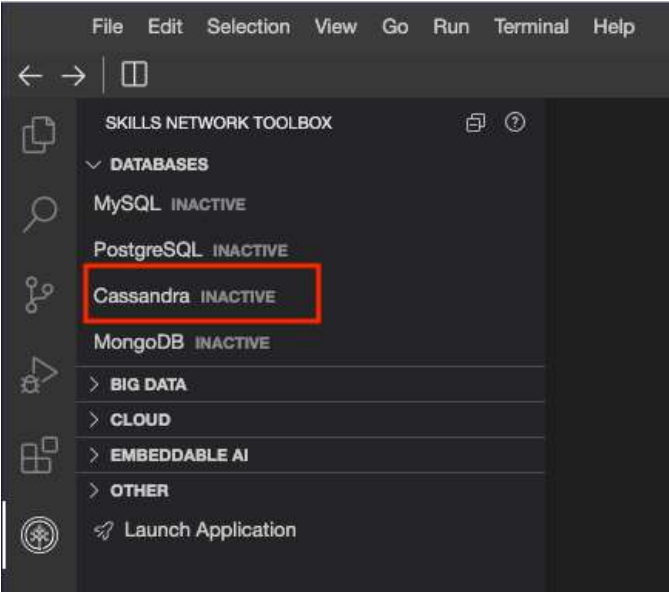 File Edit Selection View Go Run Terminal Help
SKILLS NETWORK TOOLBOX
DATABASES
MySQL INACTIVE
PostgreSQL INACTIVE
Cassandra INACTIVE
MongoDB INACTIVE
BIG DATA
CLOUD
EMBEDDABLE AI
OTHER
Launch Application